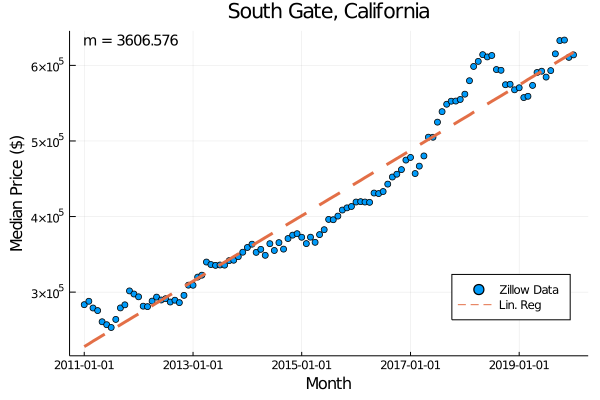 South Gate, California
m = 3606.576
6×10⁵
5×10⁵
4×10⁵
3×10⁵
Median Price ($)
Zillow Data
Lin. Reg
2011-01-01 2013-01-01 2015-01-01 2017-01-01 2019-01-01
Month